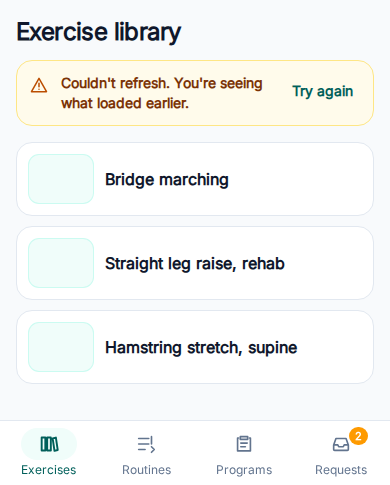 Exercise library
Couldn't refresh. You're seeing
what loaded earlier.
Try again
Bridge marching
Straight leg raise, rehab
Hamstring stretch, supine
2
Exercises
Routines
Programs
Requests